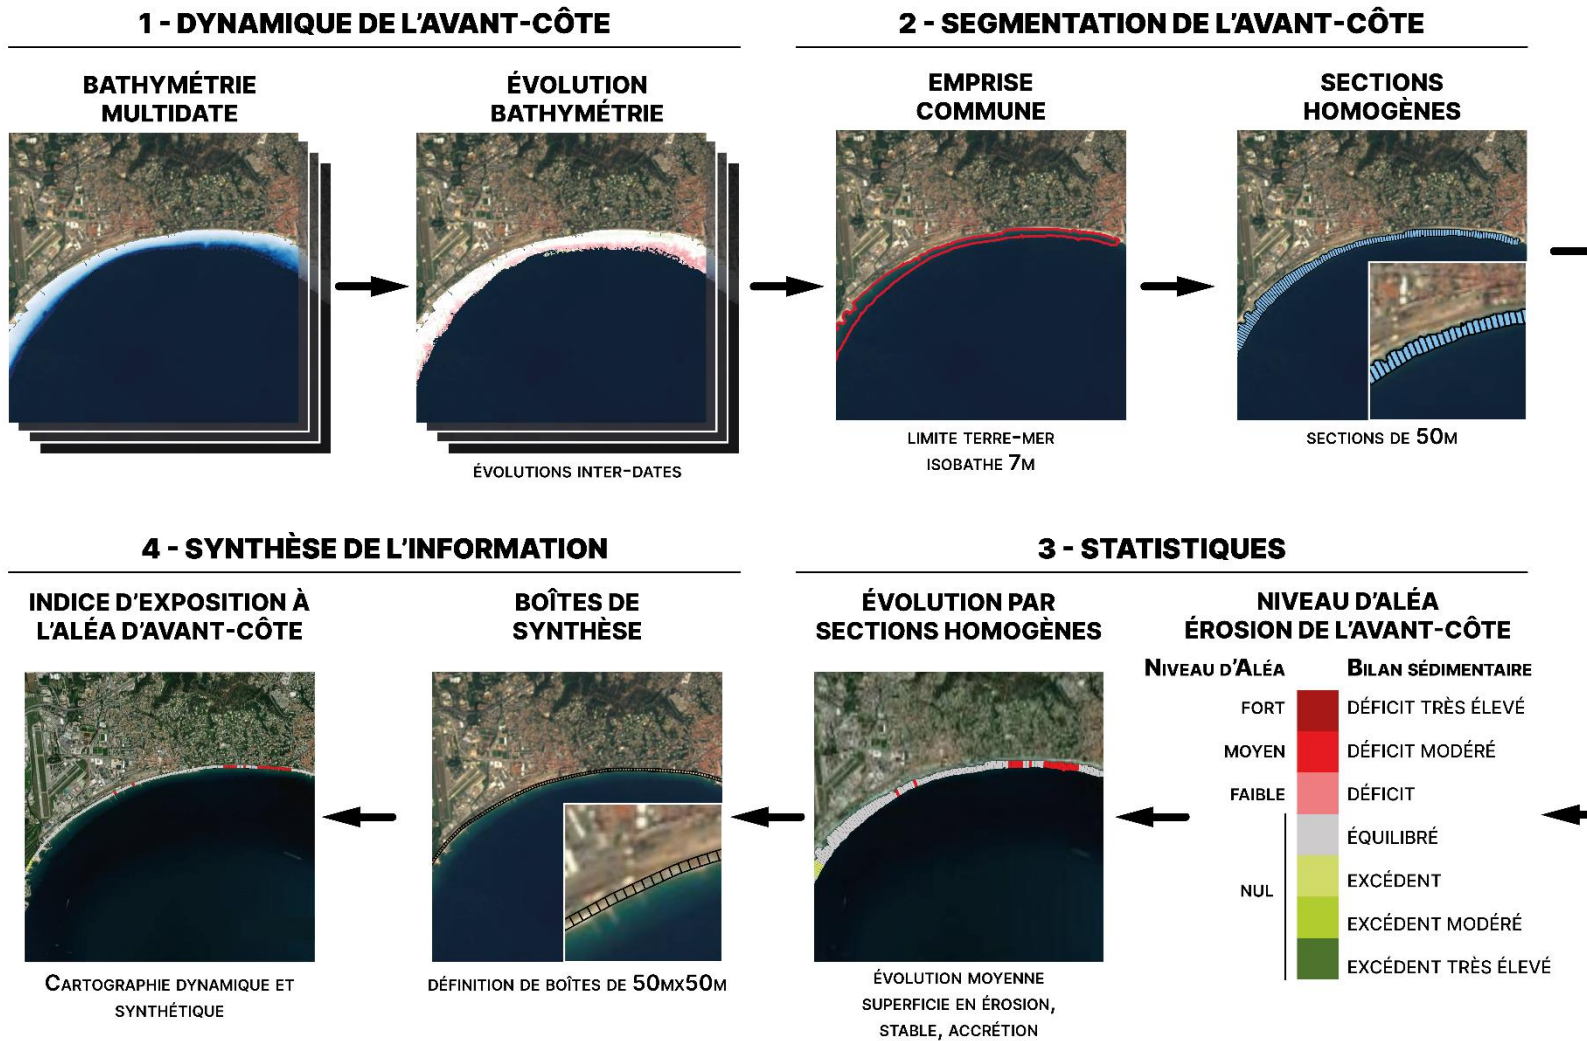 1 - DYNAMIQUE DE L'AVANT-CÔTE
BATHYMÉTRIE
MULTIDATE
ÉVOLUTION
BATHYMÉTRIE
ÉVOLUTIONS INTER-DATES
2 - SEGMENTATION DE L'AVANT-CÔTE
EMPRISE
COMMUNE
LIMITE TERRE-MER
ISOBATHE 7M
SECTIONS
HOMOGÈNES
SECTIONS DE 50M
4 - SYNTHÈSE DE L'INFORMATION
INDICE D'EXPOSITION À
L'ALÉA D'AVANT-CÔTE
CARTOGRAPHIE DYNAMIQUE ET
SYNTHÉTIQUE
BOÎTES DE
SYNTHÈSE
DÉFINITION DE BOÎTES DE 50MX50M
3 - STATISTIQUES
ÉVOLUTION PAR
SECTIONS HOMOGÈNES
ÉVOLUTION MOYENNE
SUPERFICIE EN ÉROSION,
STABLE, ACCRÉTION
NIVEAU D'ALÉA
ÉROSION DE L'AVANT-CÔTE
NIVEAU D'ALÉA BILAN SÉDIMENTAIRE
FORT DÉFICIT TRÈS ÉLEVÉ
MOYEN DÉFICIT MODÉRÉ
FAIBLE DÉFICIT
ÉQUILIBRÉ
NUL EXCÉDENT
EXCÉDENT MODÉRÉ
EXCÉDENT TRÈS ÉLEVÉ